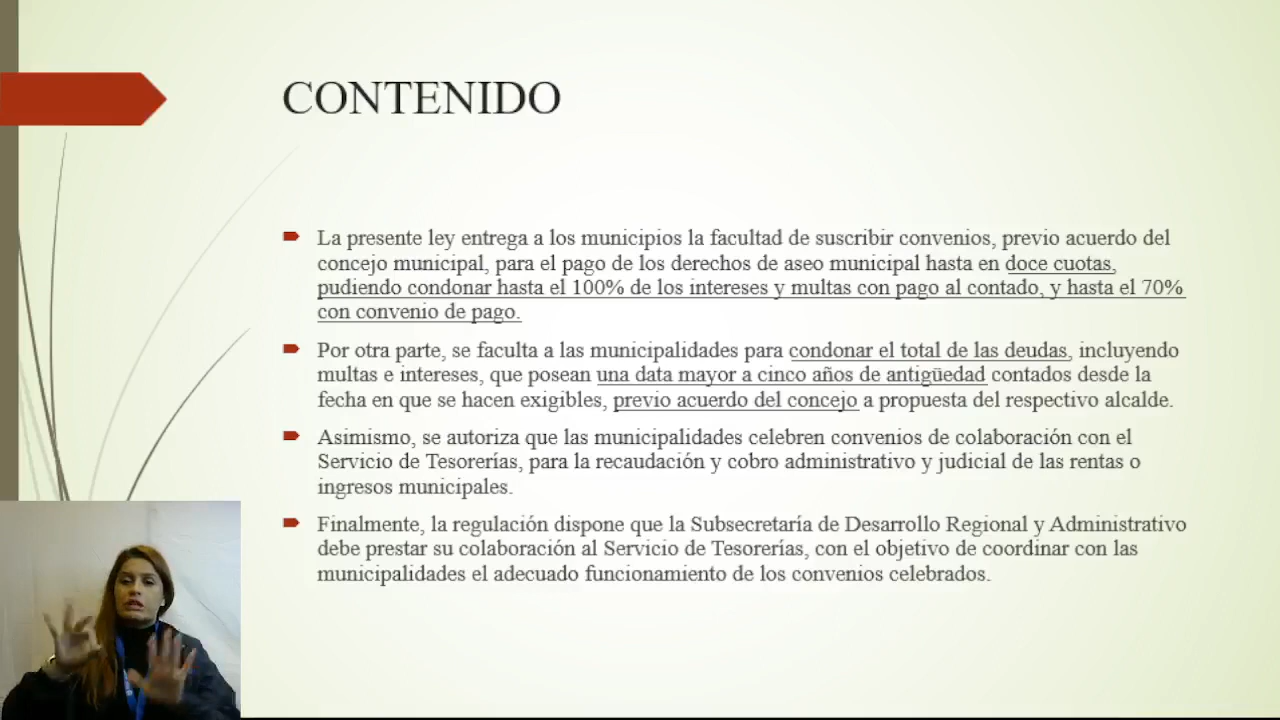 CONTENIDO
La presente ley entrega a los municipios la facultad de suscribir convenios, previo acuerdo del
concejo municipal, para el pago de los derechos de aseo municipal hasta en doce cuotas,
pudiendo condonar hasta el 100% de los intereses y multas con pago al contado, y hasta el 70%
con convenio de pago.
Por otra parte, se faculta a las municipalidades para condonar el total de las deudas, incluyendo
multas e intereses, que posean una data mayor a cinco años de antigüedad contados desde la
fecha en que se hacen exigibles, previo acuerdo del concejo a propuesta del respectivo alcalde.
Asimismo, se autoriza que las municipalidades celebren convenios de colaboración con el
Servicio de Tesorerías, para la recaudación y cobro administrativo y judicial de las rentas o
ingresos municipales.
Finalmente, la regulación dispone que la Subsecretaría de Desarrollo Regional y Administrativo
debe prestar su colaboración al Servicio de Tesorerías, con el objetivo de coordinar con las
municipalidades el adecuado funcionamiento de los convenios celebrados.